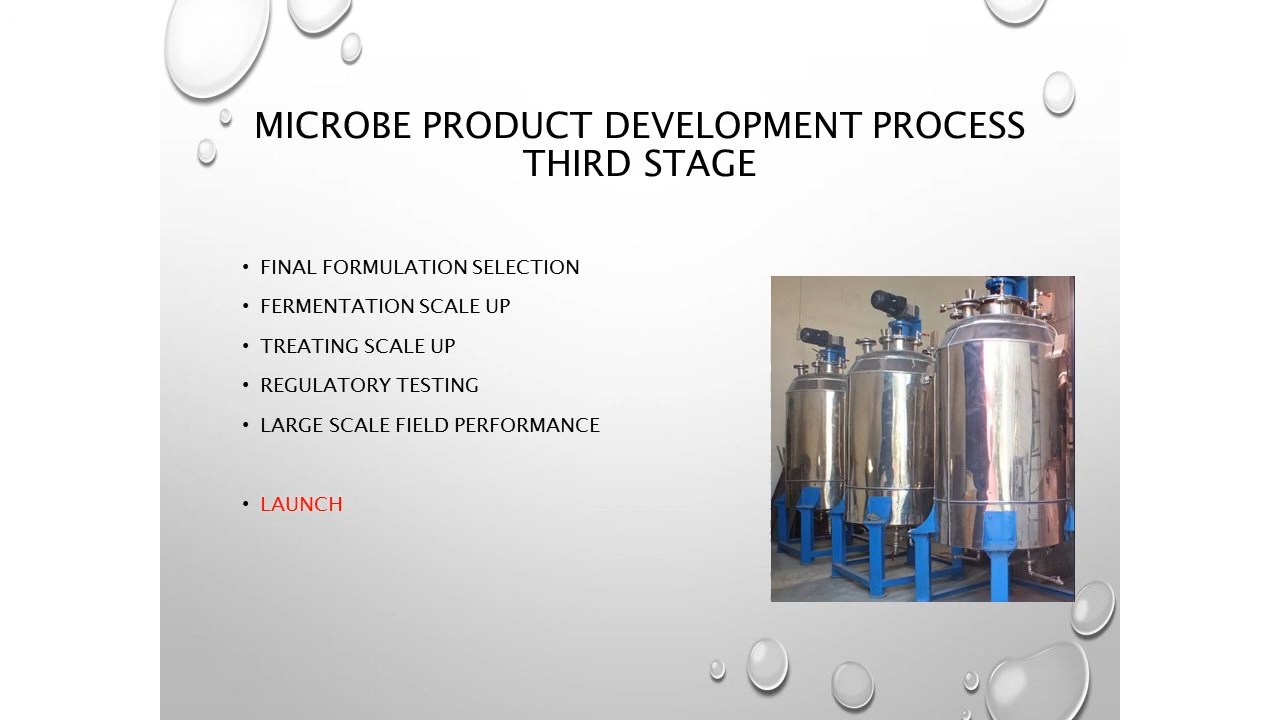 MICROBE PRODUCT DEVELOPMENT PROCESS
THIRD STAGE
• FINAL FORMULATION SELECTION
• FERMENTATION SCALE UP
• TREATING SCALE UP
• REGULATORY TESTING
• LARGE SCALE FIELD PERFORMANCE
• LAUNCH